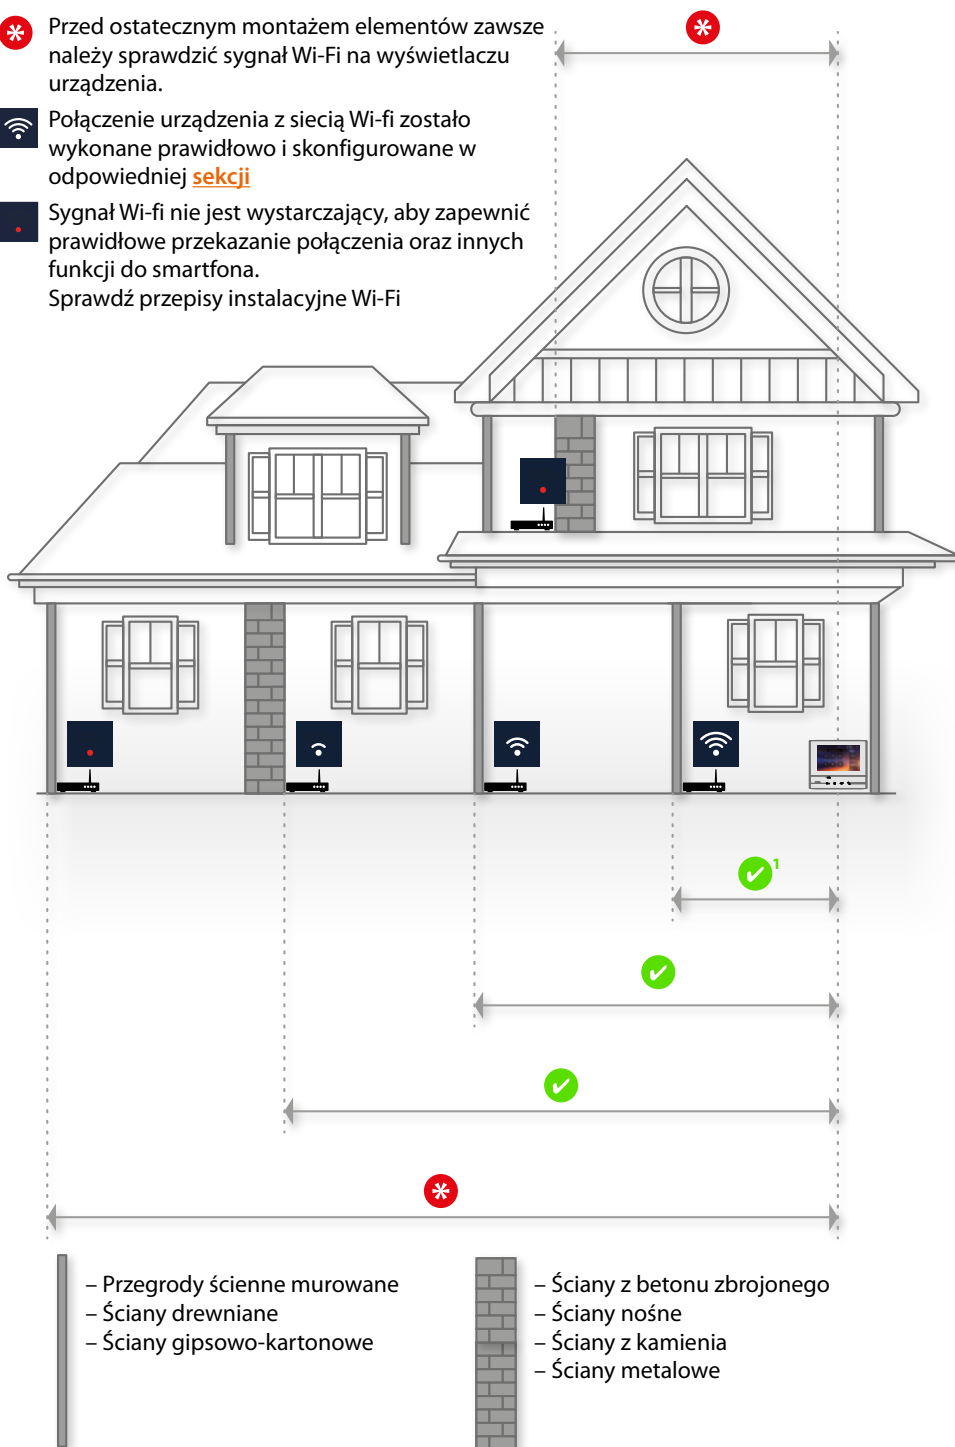 Przed ostatecznym montażem elementów zawsze
należy sprawdzić sygnał Wi-Fi na wyświetlaczu
urządzenia.
Połączenie urządzenia z siecią Wi-fi zostało
wykonane prawidłowo i skonfigurowane w
odpowiedniej sekcji
Sygnał Wi-fi nie jest wystarczający, aby zapewnić
prawidłowe przekazanie połączenia oraz innych
funkcji do smartfona.
Sprawdź przepisy instalacyjne Wi-Fi
1
– Przegrody ścienne murowane
– Ściany drewniane
– Ściany gipsowo-kartonowe
– Ściany z betonu zbrojonego
– Ściany nośne
– Ściany z kamienia
– Ściany metalowe